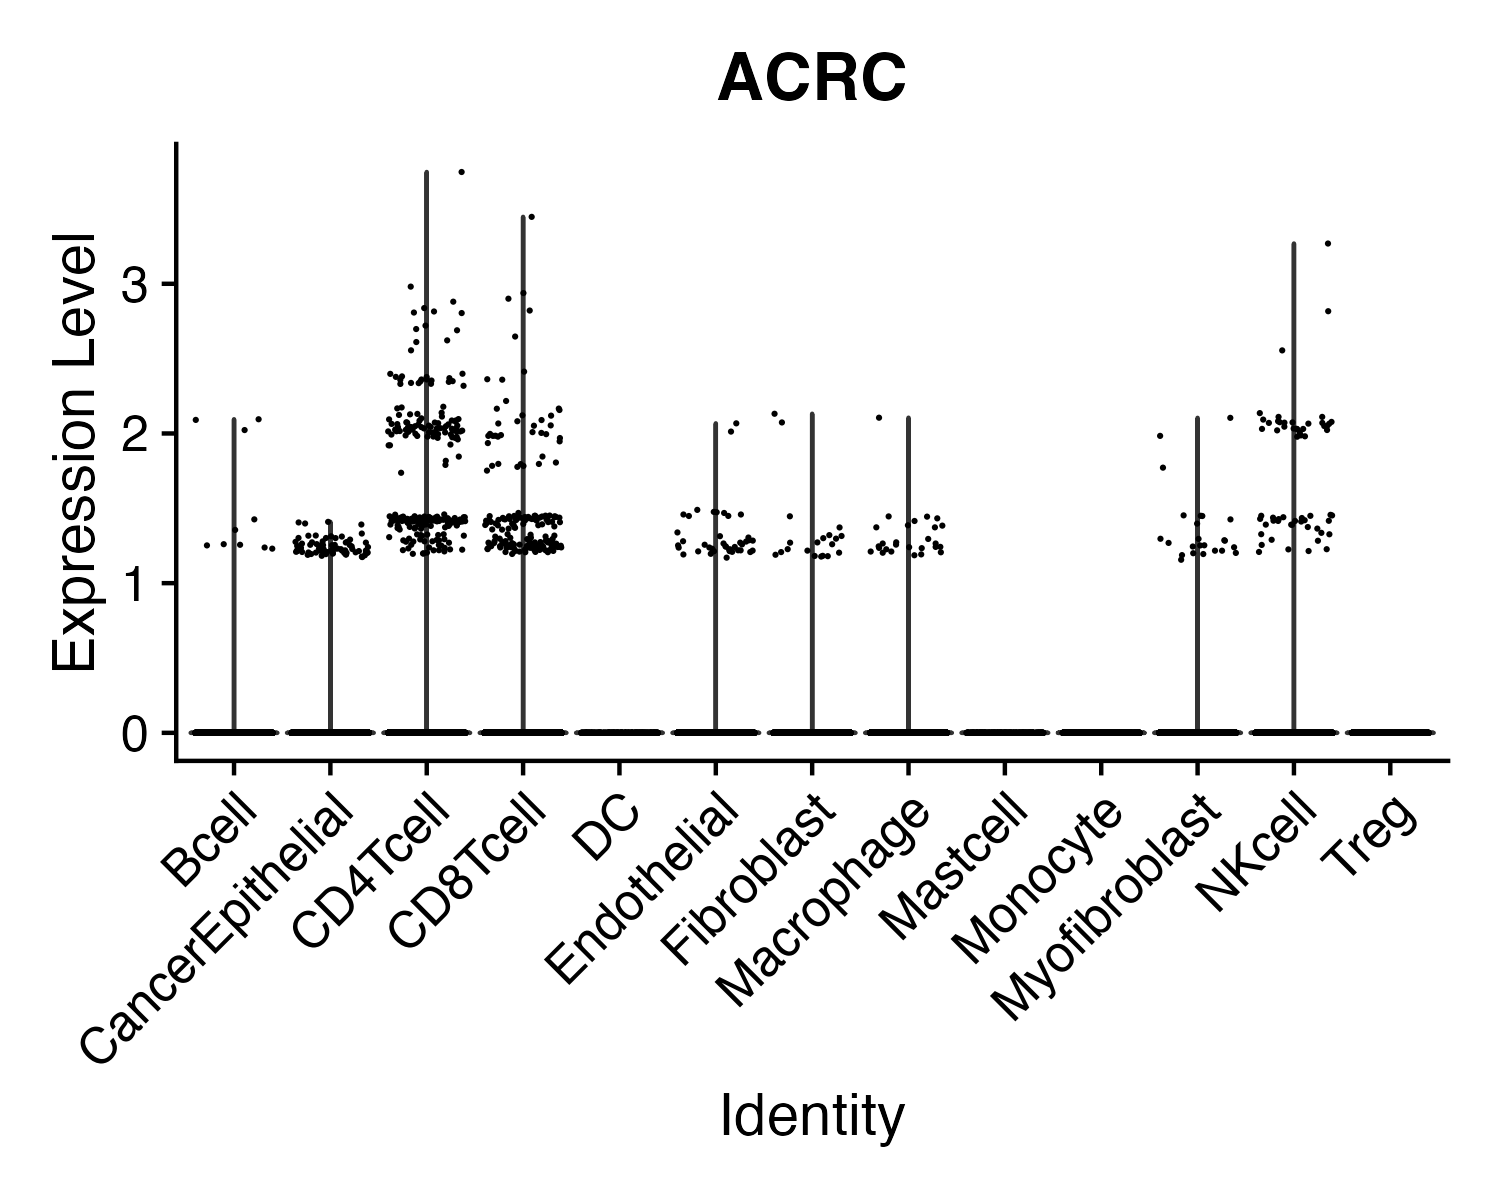 ACRC
Expression Level
3
2
1
0
Bcell
CancerEpithelial
CD4Tcell
CD8Tcell
DC
Endothelial
Fibroblast
Macrophage
Mastcell
Monocyte
Myofibroblast
NKcell
Treg
Identity